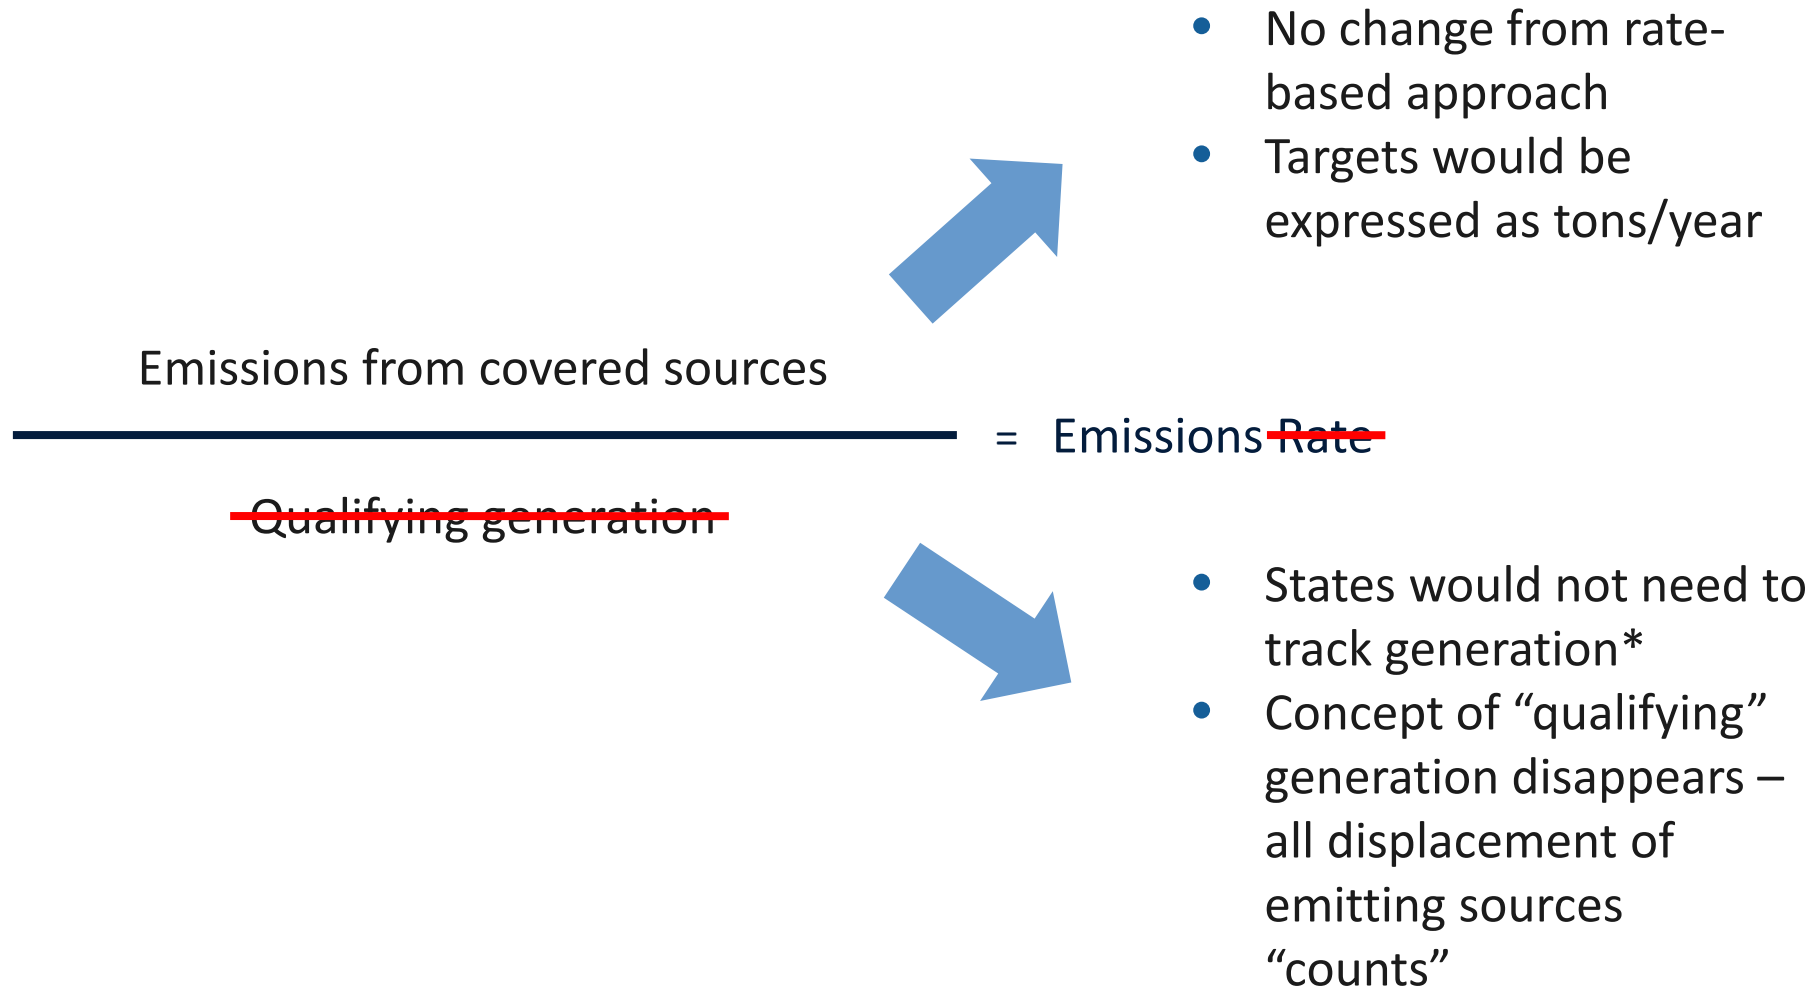 • No change from rate-
based approach
• Targets would be
expressed as tons/year
Emissions from covered sources
= Emissions Rate
Qualifying generation
• States would not need to
track generation*
• Concept of “qualifying”
generation disappears –
all displacement of
emitting sources
“counts”